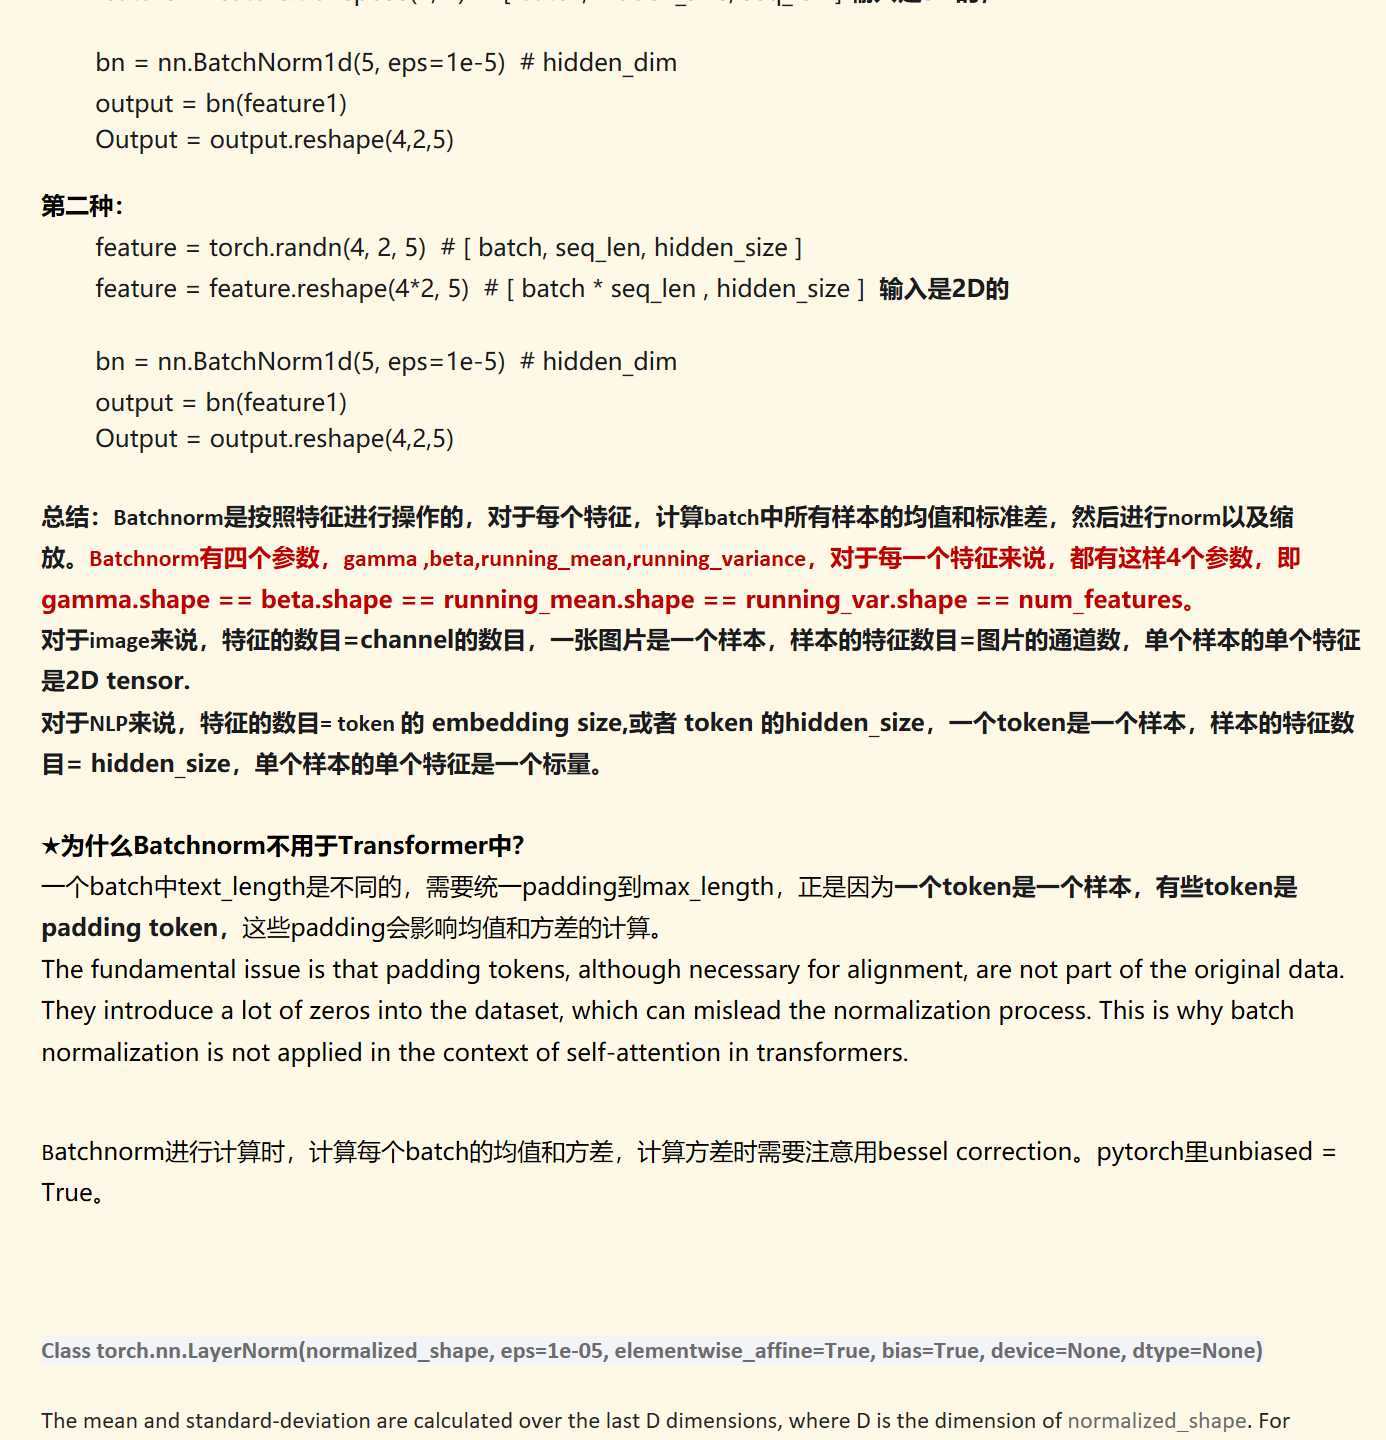 bn = nn.BatchNorm1d(5, eps=1e-5)  # hidden_dim
output = bn(feature1)
Output = output.reshape(4,2,5)
第二种：
feature = torch.randn(4, 2, 5)  # [ batch, seq_len, hidden_size ]
feature = feature.reshape(4*2, 5)  # [ batch * seq_len , hidden_size ]  输入是2D的
bn = nn.BatchNorm1d(5, eps=1e-5)  # hidden_dim
output = bn(feature1)
Output = output.reshape(4,2,5)
总结：Batchnorm是按照特征进行操作的，对于每个特征，计算batch中所有样本的均值和标准差，然后进行norm以及缩
放。Batchnorm有四个参数，gamma ,beta,running_mean,running_variance，对于每一个特征来说，都有这样4个参数，即
gamma.shape == beta.shape == running_mean.shape == running_var.shape == num_features。
对于image来说，特征的数目=channel的数目，一张图片是一个样本，样本的特征数目=图片的通道数，单个样本的单个特征
是2D tensor.
对于NLP来说，特征的数目= token 的 embedding size,或者 token 的hidden_size，一个token是一个样本，样本的特征数
目= hidden_size，单个样本的单个特征是一个标量。
★为什么Batchnorm不用于Transformer中？
一个batch中text_length是不同的，需要统一padding到max_length，正是因为一个token是一个样本，有些token是
padding token，这些padding会影响均值和方差的计算。
The fundamental issue is that padding tokens, although necessary for alignment, are not part of the original data.
They introduce a lot of zeros into the dataset, which can mislead the normalization process. This is why batch
normalization is not applied in the context of self-attention in transformers.
Batchnorm进行计算时，计算每个batch的均值和方差，计算方差时需要注意用bessel correction。pytorch里unbiased =
True。
Class torch.nn.LayerNorm(normalized_shape, eps=1e-05, elementwise_affine=True, bias=True, device=None, dtype=None)
The mean and standard-deviation are calculated over the last D dimensions, where D is the dimension of normalized_shape. For